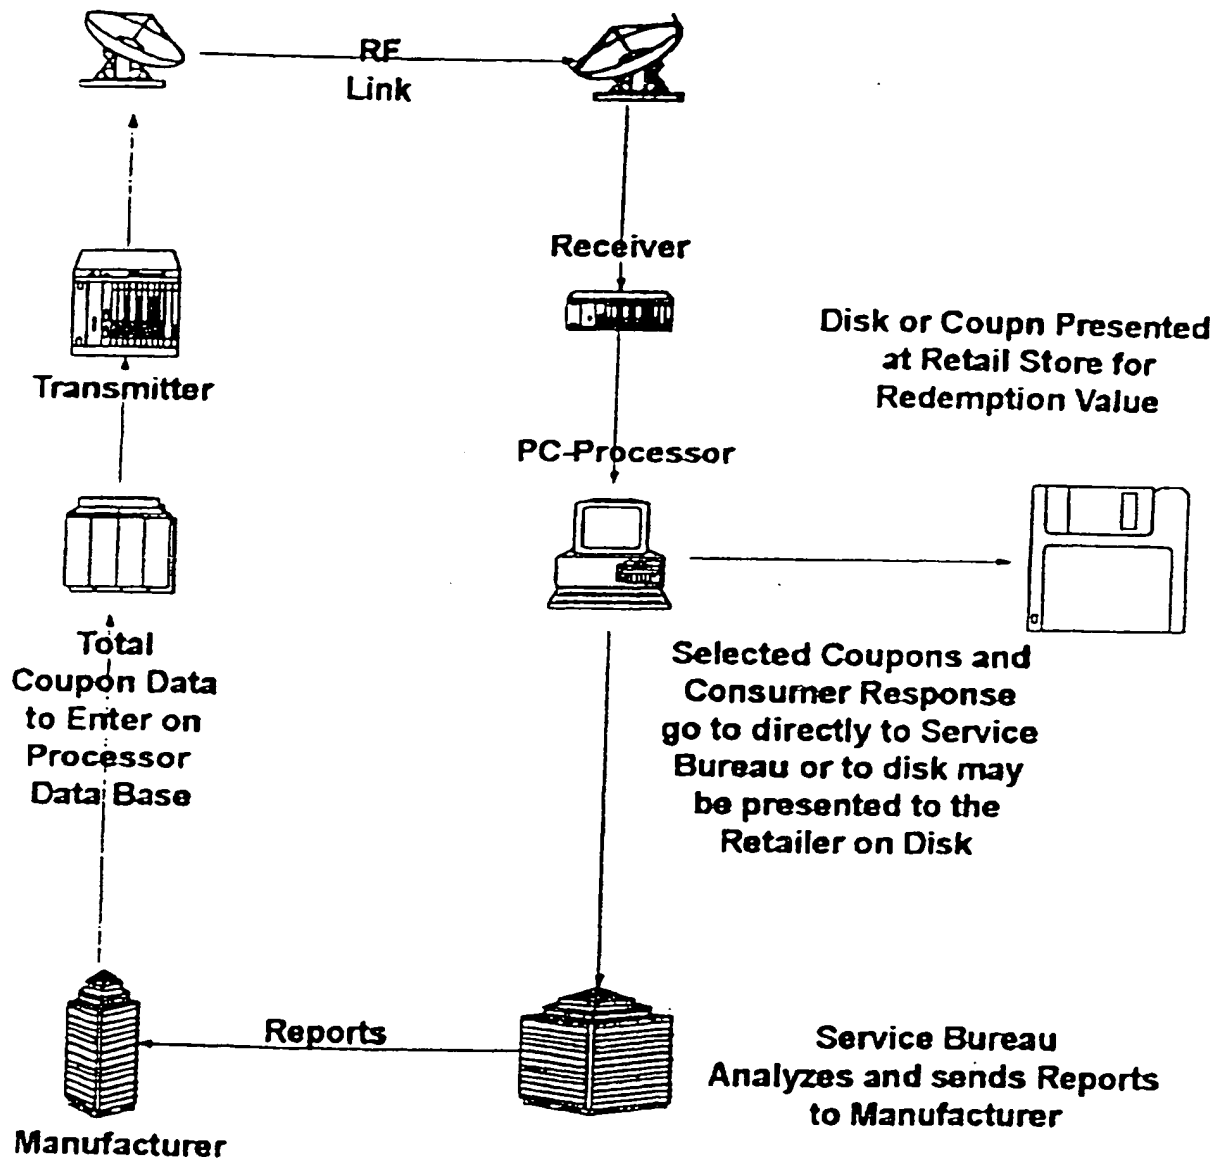 RF
Link
Receiver
Disk or Coupn Presented
at Retail Store for
Redemption Value
Transmitter
PC-Processor
Total
Coupon Data
to Enter on
Processor
Data Base
Selected Coupons and
Consumer Response
go to directly to Service
Bureau or to disk may
be presented to the
Retailer on Disk
Reports
Service Bureau
Analyzes and sends Reports
to Manufacturer
Manufacturer